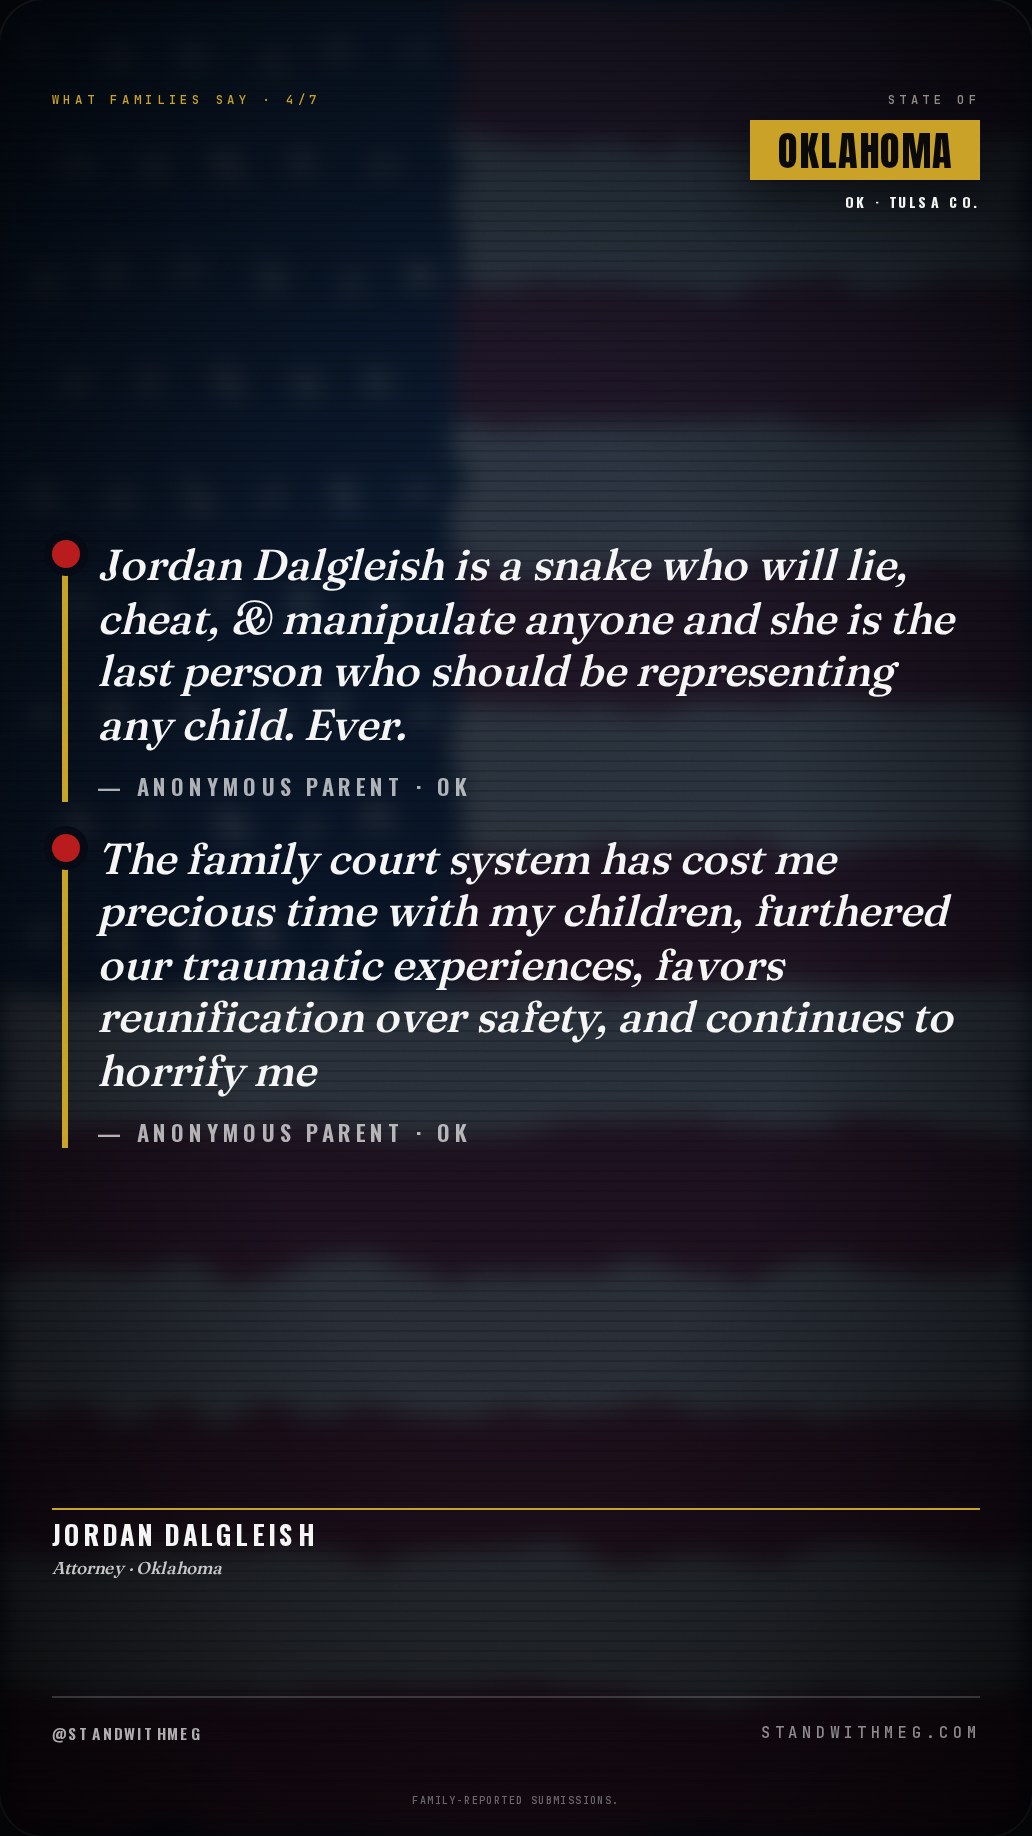 WHAT FAMILIES SAY · 4/7
STATE OF
OKLAHOMA
OK · TULSA CO.
Jordan Dalgleish is a snake who will lie,
cheat, & manipulate anyone and she is the
last person who should be representing
any child. Ever.
— ANONYMOUS PARENT · OK
The family court system has cost me
precious time with my children, furthered
our traumatic experiences, favors
reunification over safety, and continues to
horrify me
— ANONYMOUS PARENT · OK
JORDAN DALGLEISH
Attorney · Oklahoma
@STANDWITHMEG
STANDWITHMEG.COM
FAMILY-REPORTED SUBMISSIONS.